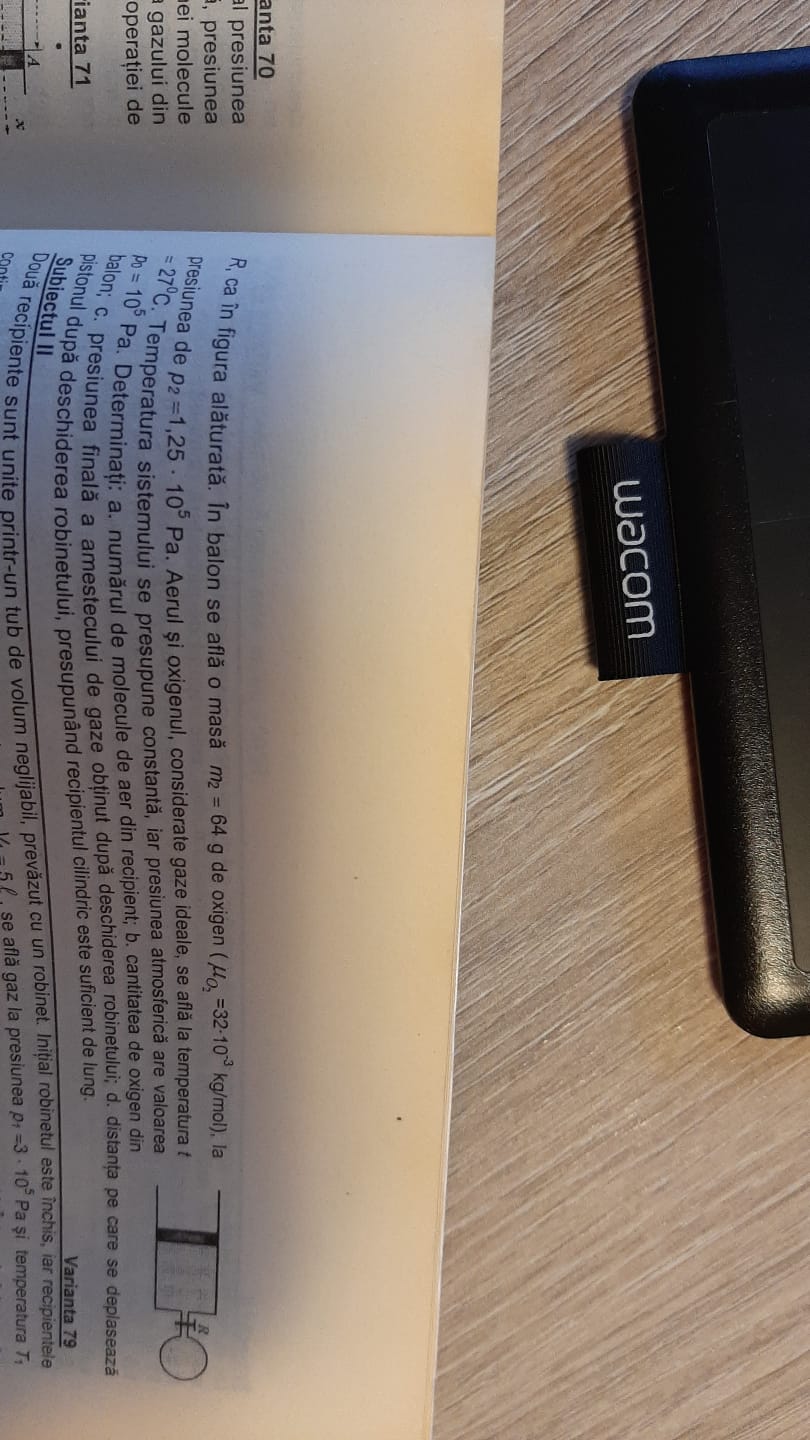 wacom
anta 70
al presiunea
, presiunea
ei molecule
a gazului din
operației de
ianta 71
A
x
R, ca în figura alăturată. În balon se află o masă m₂ = 64 g de oxigen ( μO₂ =32·10⁻³ kg/mol), la
presiunea de p₂ =1,25 · 10⁵ Pa. Aerul și oxigenul, considerate gaze ideale, se află la temperatura t
= 27⁰C. Temperatura sistemului se presupune constantă, iar presiunea atmosferică are valoarea
p₀ = 10⁵ Pa. Determinați: a. numărul de molecule de aer din recipient; b. cantitatea de oxigen din
balon; c. presiunea finală a amestecului de gaze obținut după deschiderea robinetului; d. distanța pe care se deplasează
pistonul după deschiderea robinetului, presupunând recipientul cilindric este suficient de lung.
R
Subiectul II
Varianta 79
Două recipiente sunt unite printr-un tub de volum neglijabil, prevăzut cu un robinet. Inițial robinetul este închis, iar recipientele
V₁ = 5 ℓ, se află gaz la presiunea p₁ =3 · 10⁵ Pa și temperatura T₁